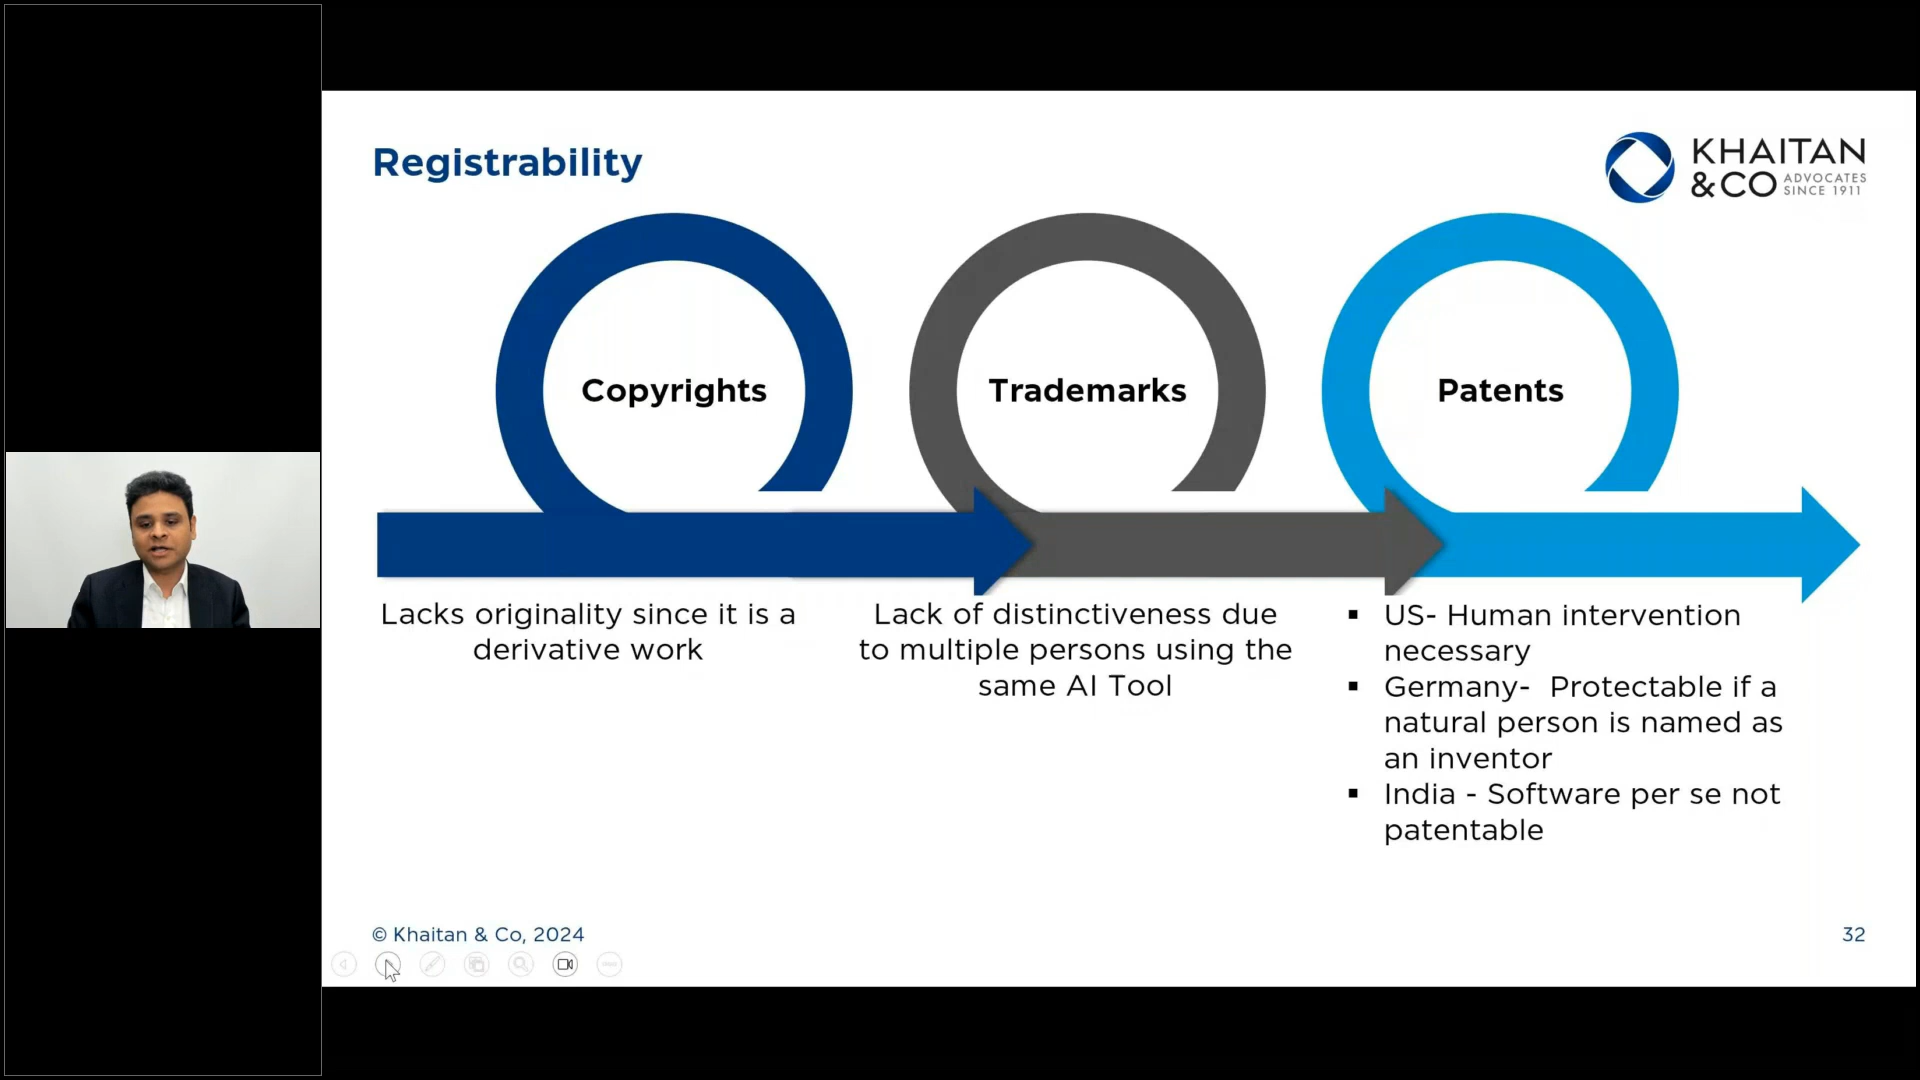 Registrability
KHAITAN
&CO ADVOCATES
SINCE 1911
Copyrights
Trademarks
Patents
Lacks originality since it is a
derivative work
Lack of distinctiveness due
to multiple persons using the
same AI Tool
▪ US- Human intervention
necessary
▪ Germany-  Protectable if a
natural person is named as
an inventor
▪ India - Software per se not
patentable
© Khaitan & Co, 2024
32